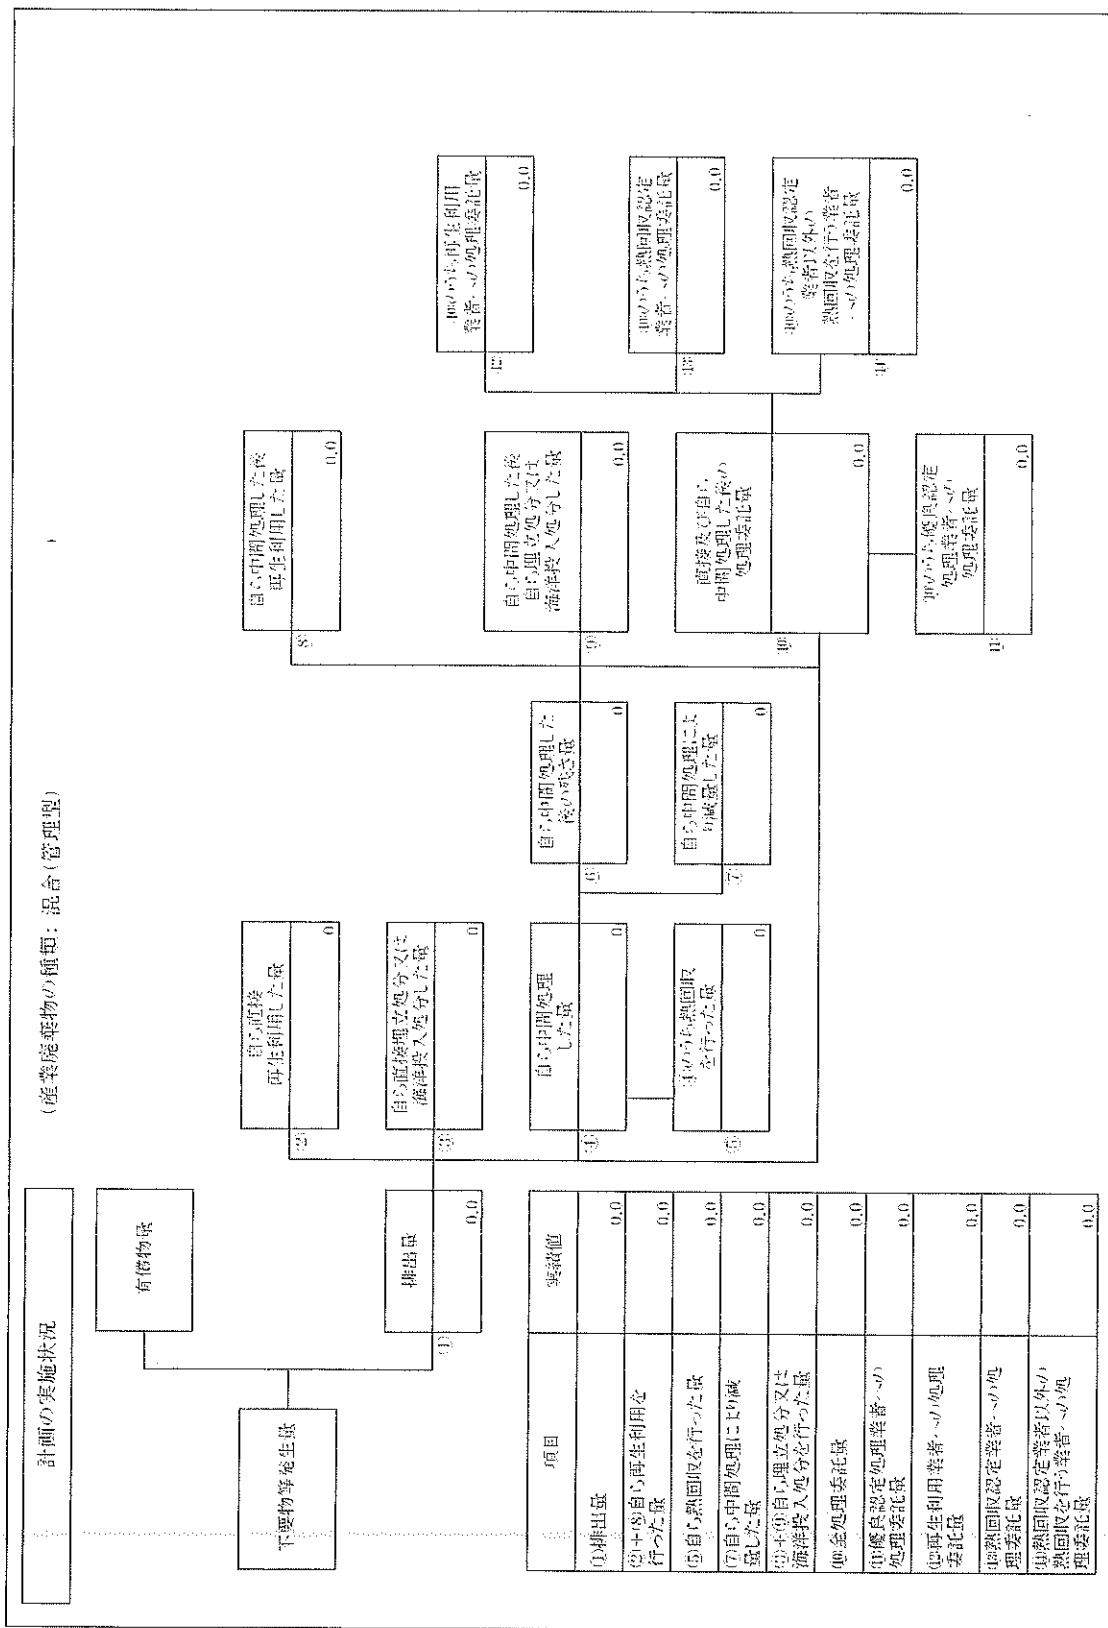 計画の実施状況
(産業廃棄物の種類：混合(管理型)
不要物等発生量
有償物量
①
排出量
0.0
②
自ら直接
再生利用した量
0
③
自ら直接埋立処分又は
海洋投入処分した量
0
④
自ら中間処理
した量
0
⑤
④のうち熱回収
を行った量
0
⑥
自ら中間処理した
後の残さ量
0
⑦
自ら中間処理によ
り減量した量
0
⑧
自ら中間処理した後
再生利用した量
0.0
⑨
自ら中間処理した後
自ら埋立処分又は
海洋投入処分した量
0.0
⑩
直接及び自ら
中間処理した後の
処理委託量
0.0
⑪
⑩のうち優良認定
処理業者への
処理委託量
0.0
⑫
⑩のうち再生利用
業者への処理委託量
0.0
⑬
⑩のうち熱回収認定
業者への処理委託量
0.0
⑭
⑩のうち熱回収認定
業者以外の
熱回収を行う業者
への処理委託量
0.0
項目 実績値
①排出量 0.0
②+⑧自ら再生利用を
行った量 0.0
⑤自ら熱回収を行った量 0.0
⑦自ら中間処理により減
量した量 0.0
③+⑨自ら埋立処分又は
海洋投入処分を行った量 0.0
⑩全処理委託量 0.0
⑪優良認定処理業者への
処理委託量 0.0
⑫再生利用業者への処理
委託量 0.0
⑬熱回収認定業者への処
理委託量 0.0
⑭熱回収認定業者以外の
熱回収を行う業者への処
理委託量 0.0